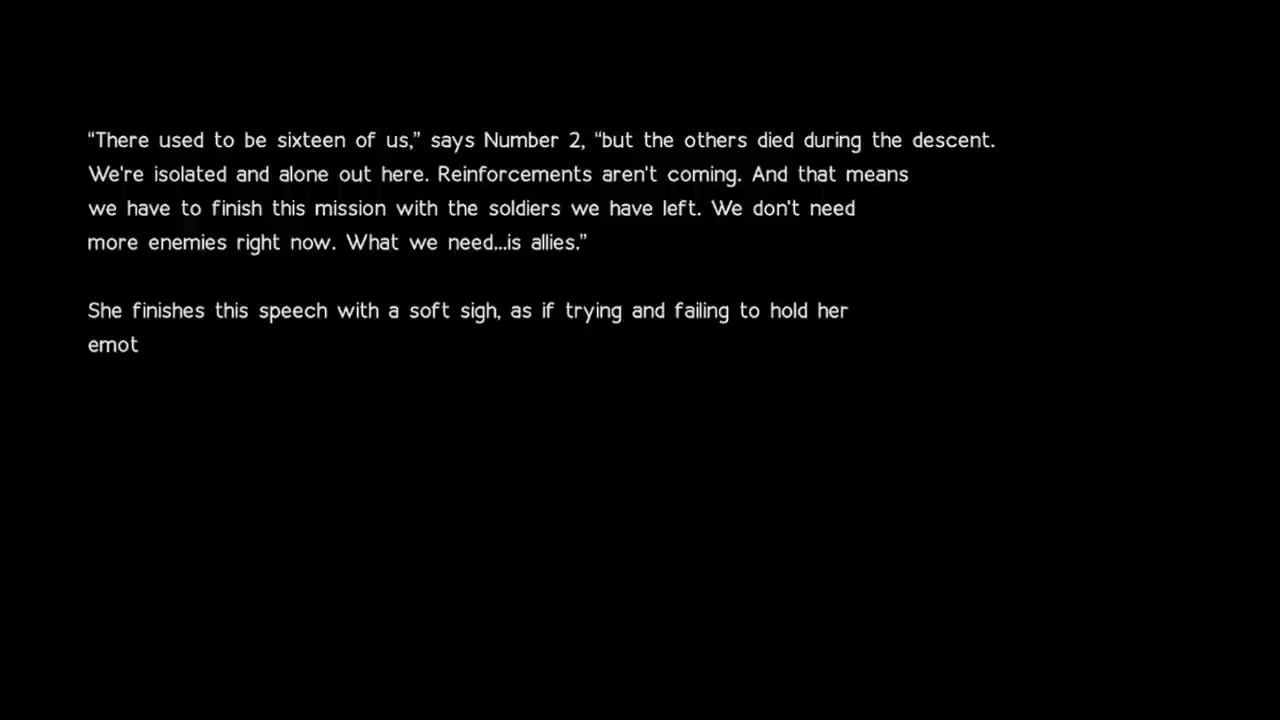 “There used to be sixteen of us,” says Number 2, “but the others died during the descent.
We're isolated and alone out here. Reinforcements aren't coming. And that means
we have to finish this mission with the soldiers we have left. We don't need
more enemies right now. What we need...is allies.”
She finishes this speech with a soft sigh, as if trying and failing to hold her
emot